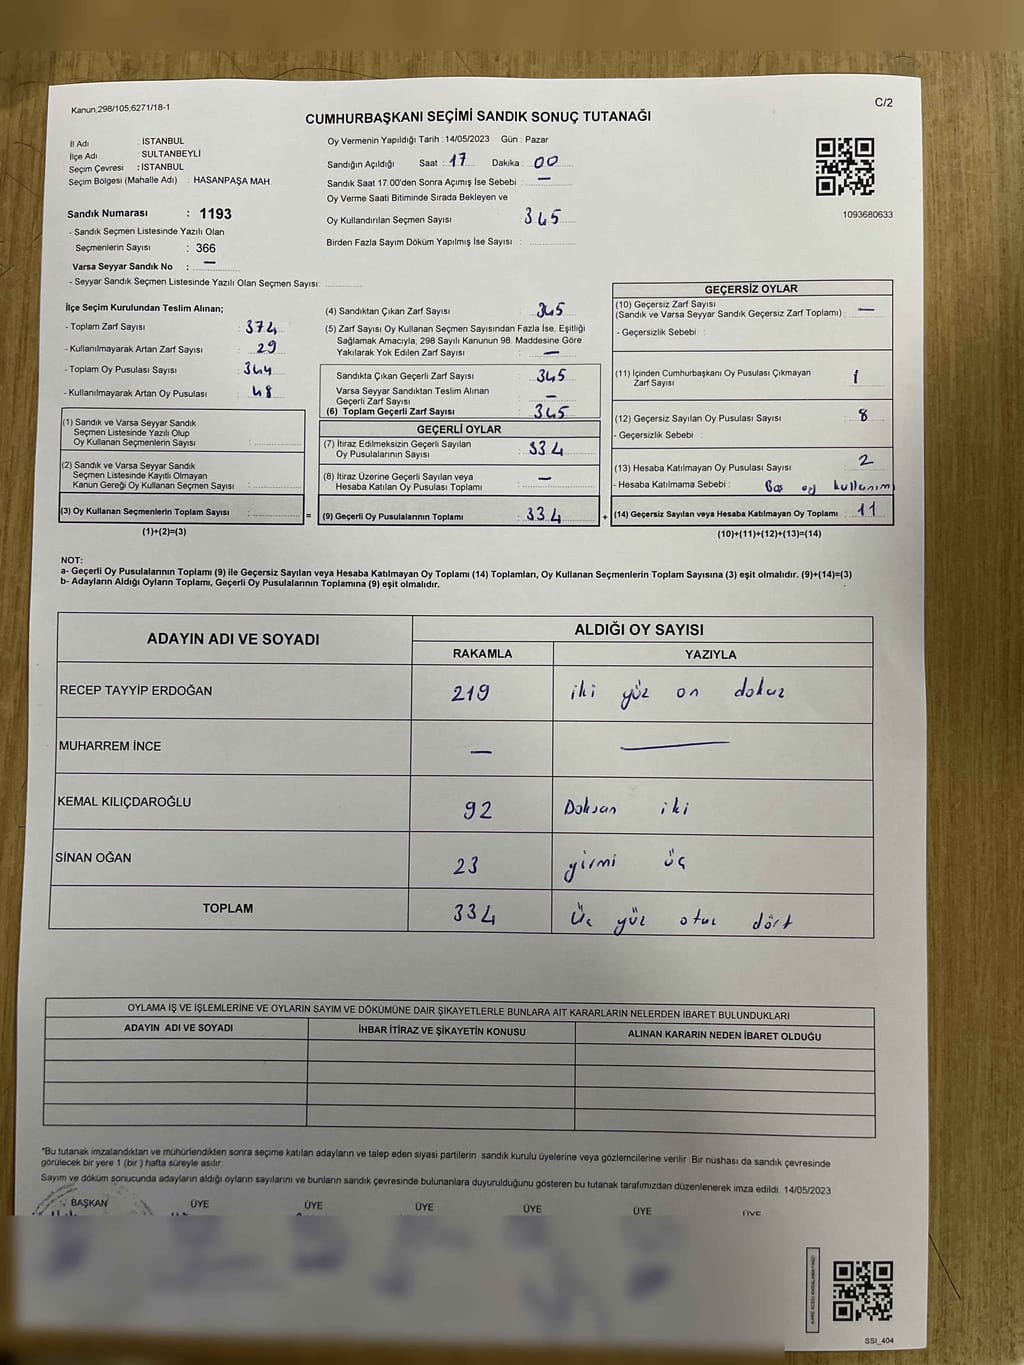 Kanun;298/105,6271/18-1
C/2
CUMHURBAŞKANI SEÇİMİ SANDIK SONUÇ TUTANAĞI
İl Adı : İSTANBUL
İlçe Adı : SULTANBEYLİ
Seçim Çevresi : İSTANBUL
Seçim Bölgesi (Mahalle Adı) : HASANPAŞA MAH.
Sandık Numarası : 1193
- Sandık Seçmen Listesinde Yazılı Olan
Seçmenlerin Sayısı : 366
Varsa Seyyar Sandık No : —
- Seyyar Sandık Seçmen Listesinde Yazılı Olan Seçmen Sayısı:
Oy Vermenin Yapıldığı Tarih : 14/05/2023 Gün : Pazar
Sandığın Açıldığı Saat : 17 Dakika : 00
Sandık Saat 17:00'den Sonra Açımış İse Sebebi : —
Oy Verme Saati Bitiminde Sırada Bekleyen ve
Oy Kullandırılan Seçmen Sayısı : 345
Birden Fazla Sayım Döküm Yapılmış İse Sayısı :
1093680633
İlçe Seçim Kurulundan Teslim Alınan;
- Toplam Zarf Sayısı : 374
- Kullanılmayarak Artan Zarf Sayısı : 29
- Toplam Oy Pusulası Sayısı : 344
- Kullanılmayarak Artan Oy Pusulası : 48
(1) Sandık ve Varsa Seyyar Sandık
Seçmen Listesinde Yazılı Olup
Oy Kullanan Seçmenlerin Sayısı :
(2) Sandık ve Varsa Seyyar Sandık
Seçmen Listesinde Kayıtlı Olmayan
Kanun Gereği Oy Kullanan Seçmen Sayısı :
(3) Oy Kullanan Seçmenlerin Toplam Sayısı :
(1)+(2)=(3)
(4) Sandıktan Çıkan Zarf Sayısı : 345
(5) Zarf Sayısı Oy Kullanan Seçmen Sayısından Fazla İse, Eşitliği
Sağlamak Amacıyla; 298 Sayılı Kanunun 98. Maddesine Göre
Yakılarak Yok Edilen Zarf Sayısı : —
Sandıkta Çıkan Geçerli Zarf Sayısı : 345
Varsa Seyyar Sandıktan Teslim Alınan
Geçerli Zarf Sayısı : —
(6) Toplam Geçerli Zarf Sayısı : 345
GEÇERLİ OYLAR
(7) İtiraz Edilmeksizin Geçerli Sayılan
Oy Pusulalarının Sayısı : 334
(8) İtiraz Üzerine Geçerli Sayılan veya
Hesaba Katılan Oy Pusulası Toplamı : —
= (9) Geçerli Oy Pusulalarının Toplamı : 334
GEÇERSİZ OYLAR
(10) Geçersiz Zarf Sayısı
(Sandık ve Varsa Seyyar Sandık Geçersiz Zarf Toplamı) : —
- Geçersizlik Sebebi :
(11) İçinden Cumhurbaşkanı Oy Pusulası Çıkmayan
Zarf Sayısı : 1
(12) Geçersiz Sayılan Oy Pusulası Sayısı : 8
- Geçersizlik Sebebi :
(13) Hesaba Katılmayan Oy Pusulası Sayısı : 2
- Hesaba Katılmama Sebebi : Boş oy kullanımı
+ (14) Geçersiz Sayılan veya Hesaba Katılmayan Oy Toplamı : 11
(10)+(11)+(12)+(13)=(14)
NOT:
a- Geçerli Oy Pusulalarının Toplamı (9) ile Geçersiz Sayılan veya Hesaba Katılmayan Oy Toplamı (14) Toplamları, Oy Kullanan Seçmenlerin Toplam Sayısına (3) eşit olmalıdır. (9)+(14)=(3)
b- Adayların Aldığı Oyların Toplamı, Geçerli Oy Pusulalarının Toplamına (9) eşit olmalıdır.
ADAYIN ADI VE SOYADI
ALDIĞI OY SAYISI
RAKAMLA YAZIYLA
RECEP TAYYİP ERDOĞAN 219 iki yüz on dokuz
MUHARREM İNCE — —
KEMAL KILIÇDAROĞLU 92 Doksan iki
SİNAN OĞAN 23 yirmi üç
TOPLAM 334 Üç yüz otuz dört
OYLAMA İŞ VE İŞLEMLERİNE VE OYLARIN SAYIM VE DÖKÜMÜNE DAİR ŞİKAYETLERLE BUNLARA AİT KARARLARIN NELERDEN İBARET BULUNDUKLARI
ADAYIN ADI VE SOYADI İHBAR İTİRAZ VE ŞİKAYETİN KONUSU ALINAN KARARIN NEDEN İBARET OLDUĞU
*Bu tutanak imzalandıktan ve mühürlendikten sonra seçime katılan adayların ve talep eden siyasi partilerin sandık kurulu üyelerine veya gözlemcilerine verilir. Bir nüshası da sandık çevresinde
görülecek bir yere 1 (bir ) hafta süreyle asılır.
Sayım ve döküm sonucunda adayların aldığı oyların sayılarını ve bunların sandık çevresinde bulunanlara duyurulduğunu gösteren bu tutanak tarafımızdan düzenlenerek imza edildi. 14/05/2023
BAŞKAN ÜYE ÜYE ÜYE ÜYE ÜYE ÜYE
SSI_404